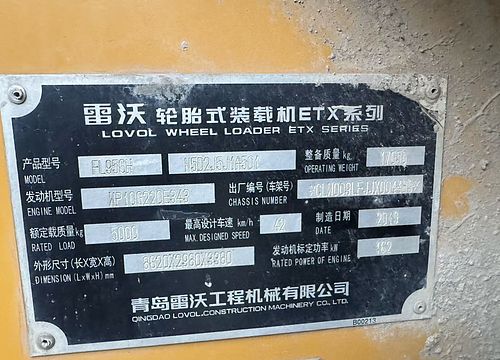 雷沃 轮胎式装载机ETX系列
LOVOL WHEEL LOADER ETX SERIES
产品型号 FL956H
MODEL
整备质量 kg
OPERATING WEIGHT
发动机型号 WP10G220E343
ENGINE MODEL
出厂编号(车架号)
CHASSIS NUMBER
额定载质量 kg 5000
RATED LOAD
最高设计车速 km/h 42
MAX.DESIGNED SPEED
制造日期
DATE
外形尺寸(长X宽X高)
DIMENSION (LxWxH) mm
发动机标定功率 kW 162
RATED POWER OF ENGINE
青岛雷沃工程机械有限公司
QINGDAO LOVOL CONSTRUCTION MACHINERY CO., LTD.
B00213